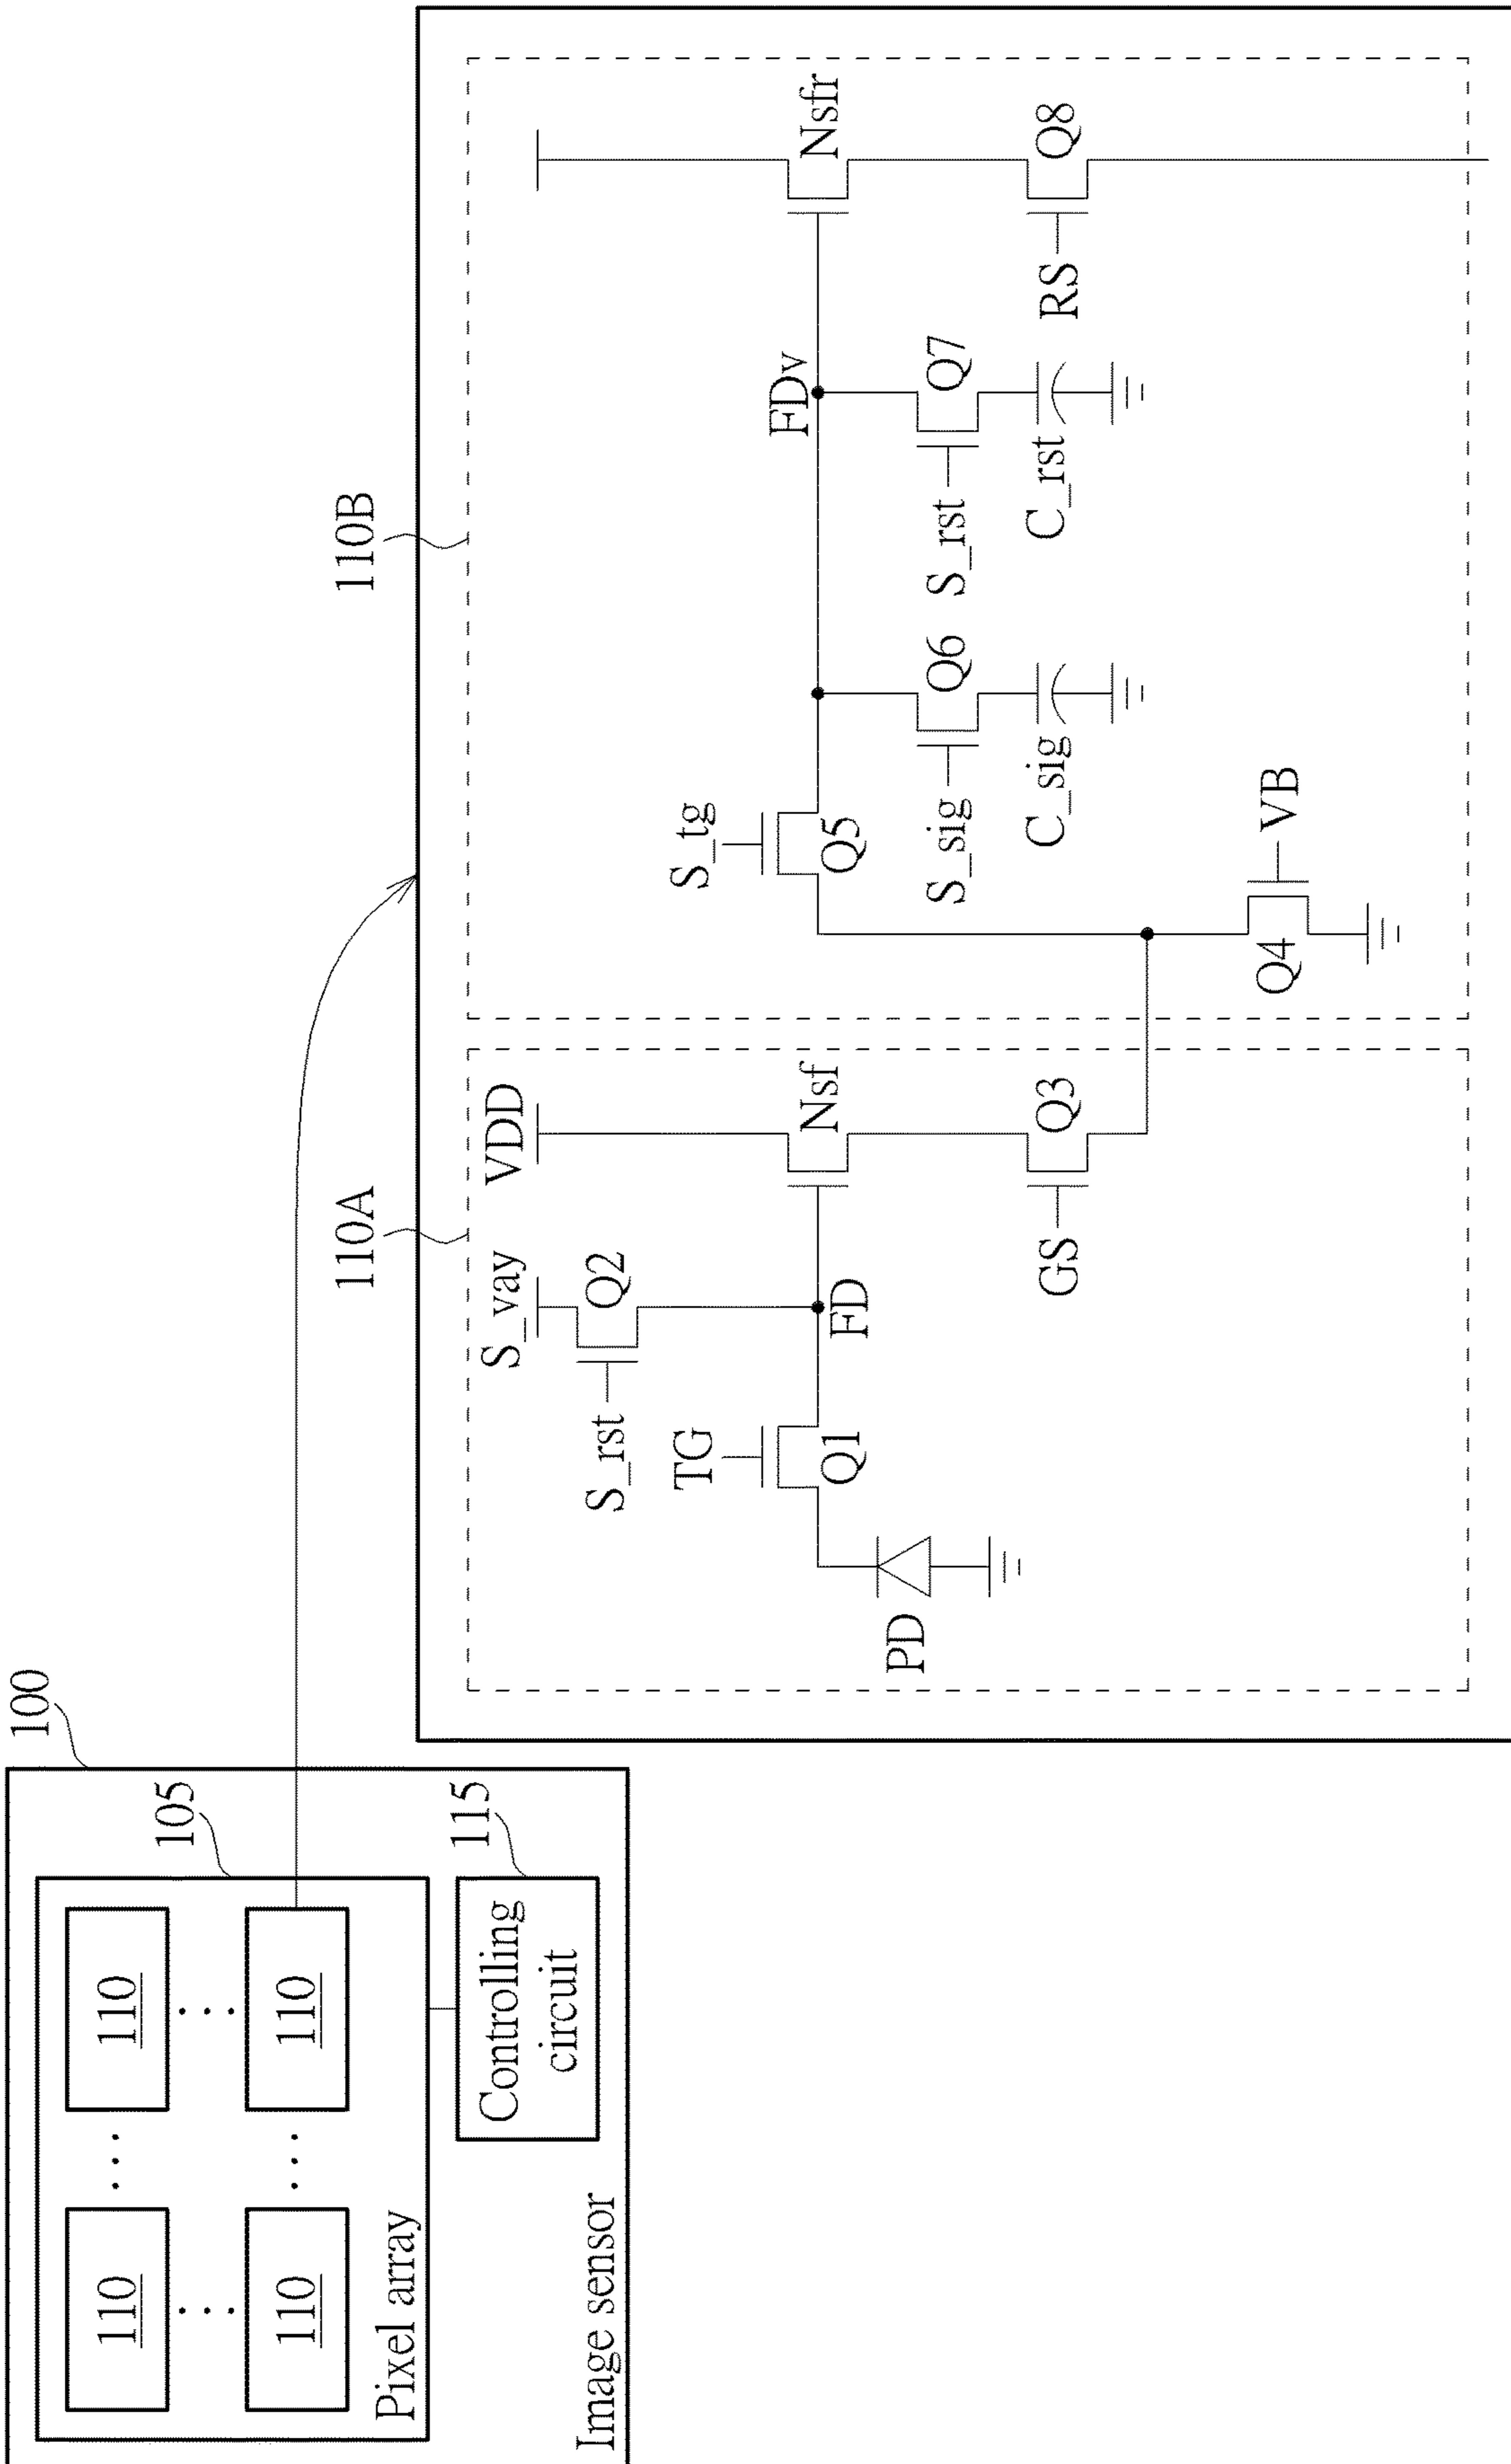 100
105
110
110
110
110
Pixel array
115
Controlling
circuit
Image sensor
110A
110B
S_vay
VDD
S_rst
Q2
TG
Q1
FD
Nsf
PD
GS
Q3
S_tg
Q5
FDv
Nsfr
S_sig
Q6
S_rst
Q7
C_sig
C_rst
RS
Q8
Q4
VB